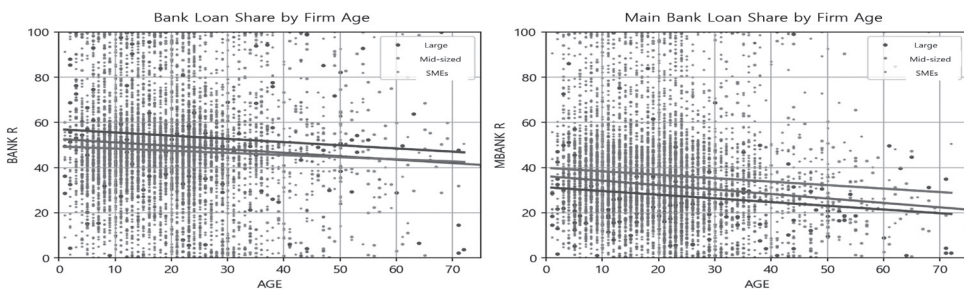 Bank Loan Share by Firm Age
100
80
60
40
20
0
BANK R
Large
Mid-sized
SMEs
0 10 20 30 40 50 60 70
AGE
Main Bank Loan Share by Firm Age
100
80
60
40
20
0
MBANK R
Large
Mid-sized
SMEs
0 10 20 30 40 50 60 70
AGE